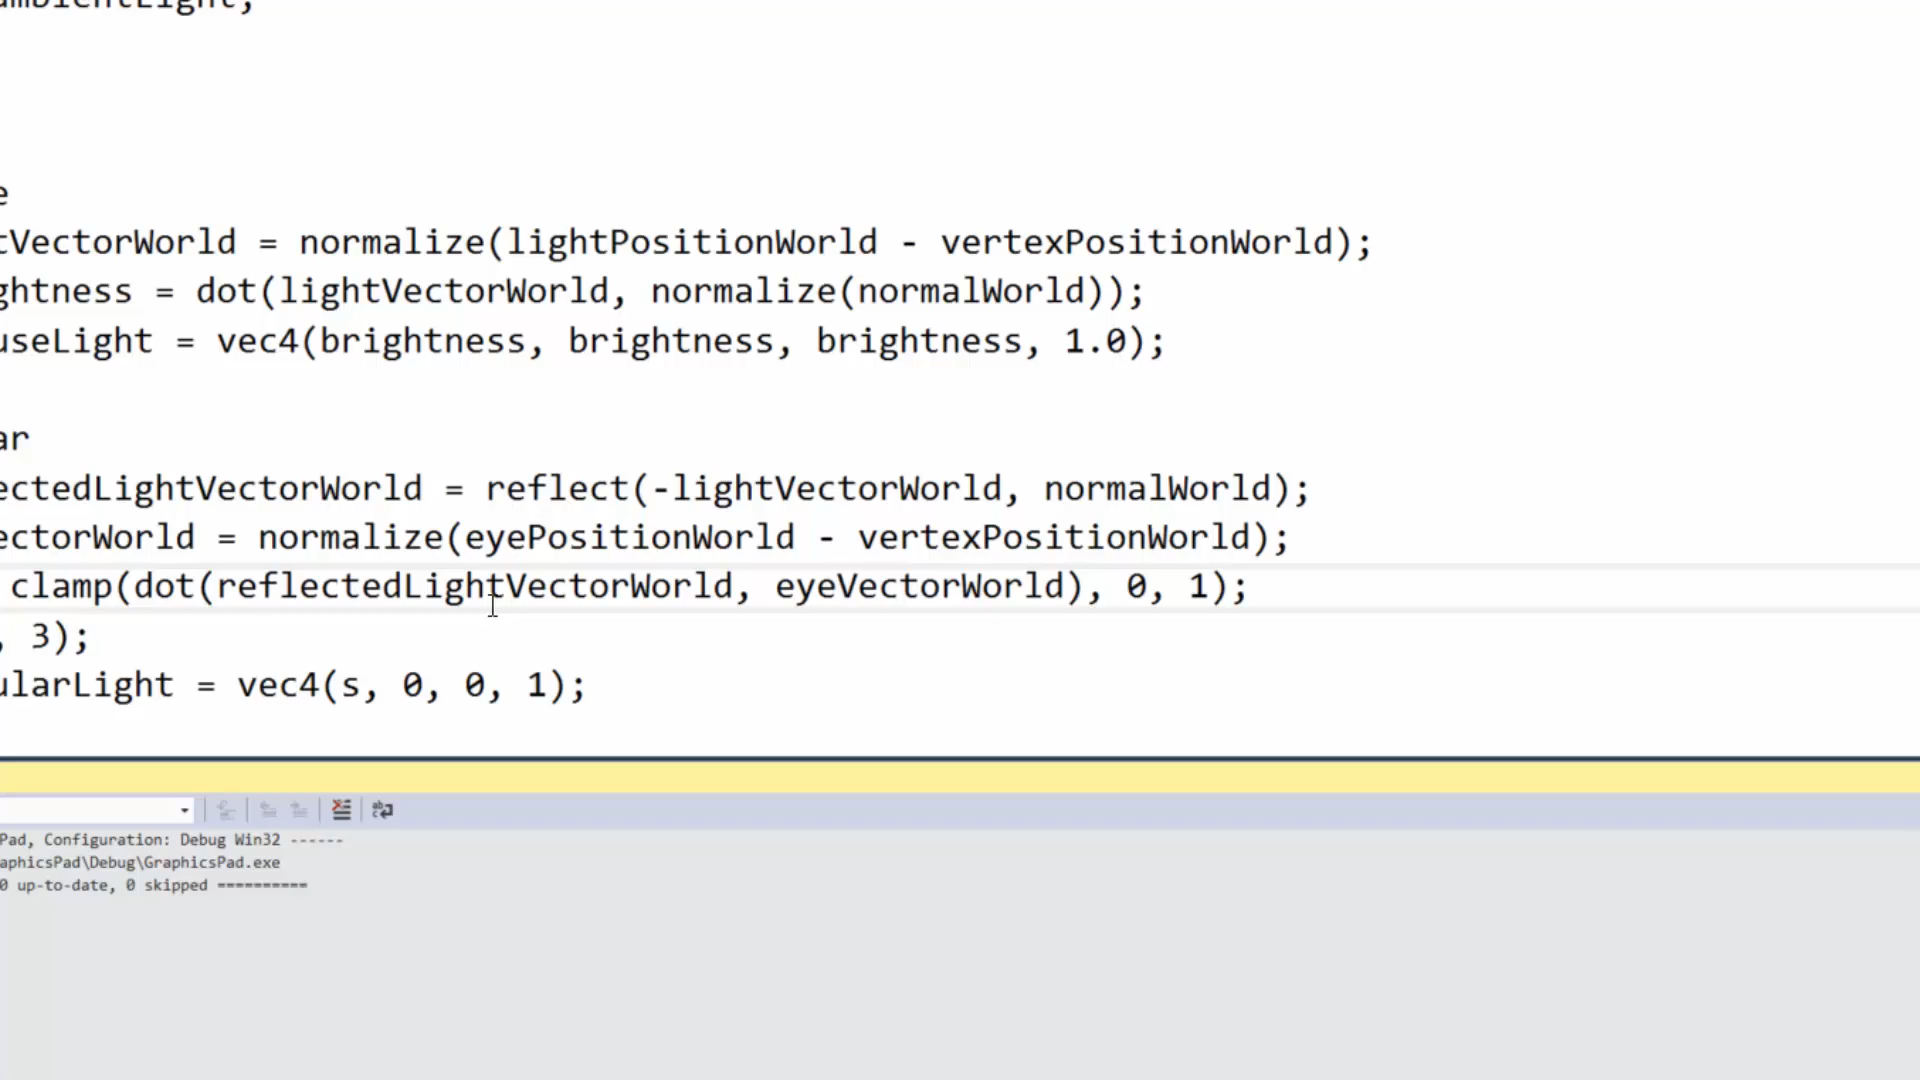 ambientLight;
e
tVectorWorld = normalize(lightPositionWorld - vertexPositionWorld);
ghtness = dot(lightVectorWorld, normalize(normalWorld));
useLight = vec4(brightness, brightness, brightness, 1.0);
ar
ectedLightVectorWorld = reflect(-lightVectorWorld, normalWorld);
ectorWorld = normalize(eyePositionWorld - vertexPositionWorld);
clamp(dot(reflectedLightVectorWorld, eyeVectorWorld), 0, 1);
, 3);
ularLight = vec4(s, 0, 0, 1);
Pad, Configuration: Debug Win32 ------
aphicsPad\Debug\GraphicsPad.exe
0 up-to-date, 0 skipped ==========